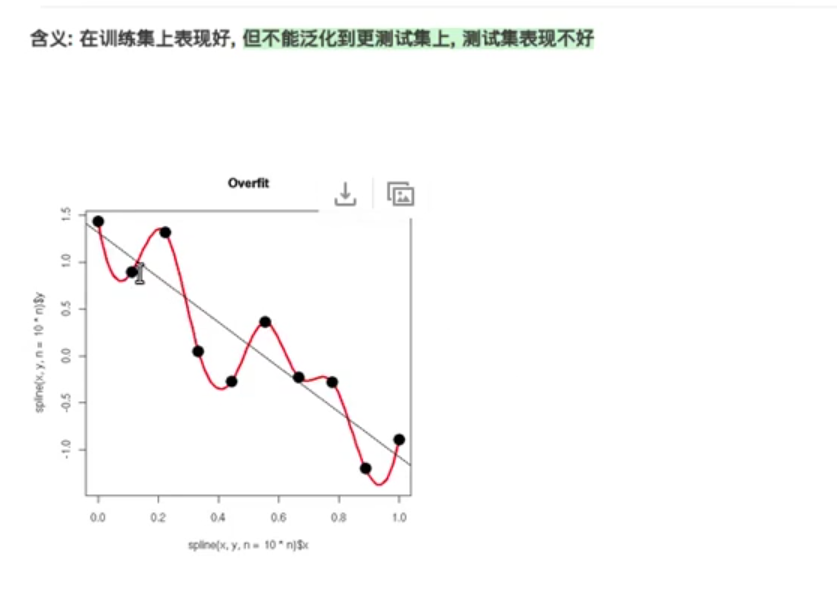 含义: 在训练集上表现好, 但不能泛化到更测试集上, 测试集表现不好
Overfit
1.5
1.0
0.5
0.0
-0.5
-1.0
spline(x, y, n = 10 * n)$y
0.0 0.2 0.4 0.6 0.8 1.0
spline(x, y, n = 10 * n)$x